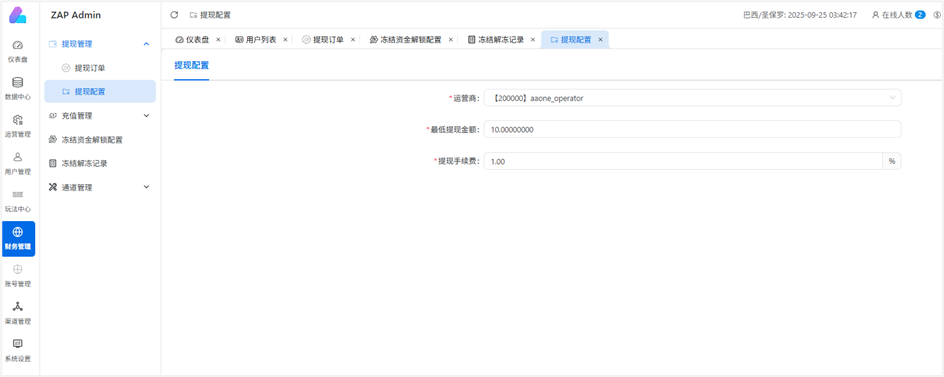 ZAP Admin
提现配置
巴西/圣保罗: 2025-09-25 03:42:17
在线人数 2
仪表盘
数据中心
运营管理
用户管理
玩法中心
财务管理
账号管理
渠道管理
系统设置
提现管理
提现订单
提现配置
充值管理
冻结资金解锁配置
冻结解冻记录
通道管理
仪表盘 ×
用户列表 ×
提现订单 ×
冻结资金解锁配置 ×
冻结解冻记录 ×
提现配置 ×
提现配置
*运营商: 【200000】aaone_operator
*最低提现金额: 10.00000000
*提现手续费: 1.00 %